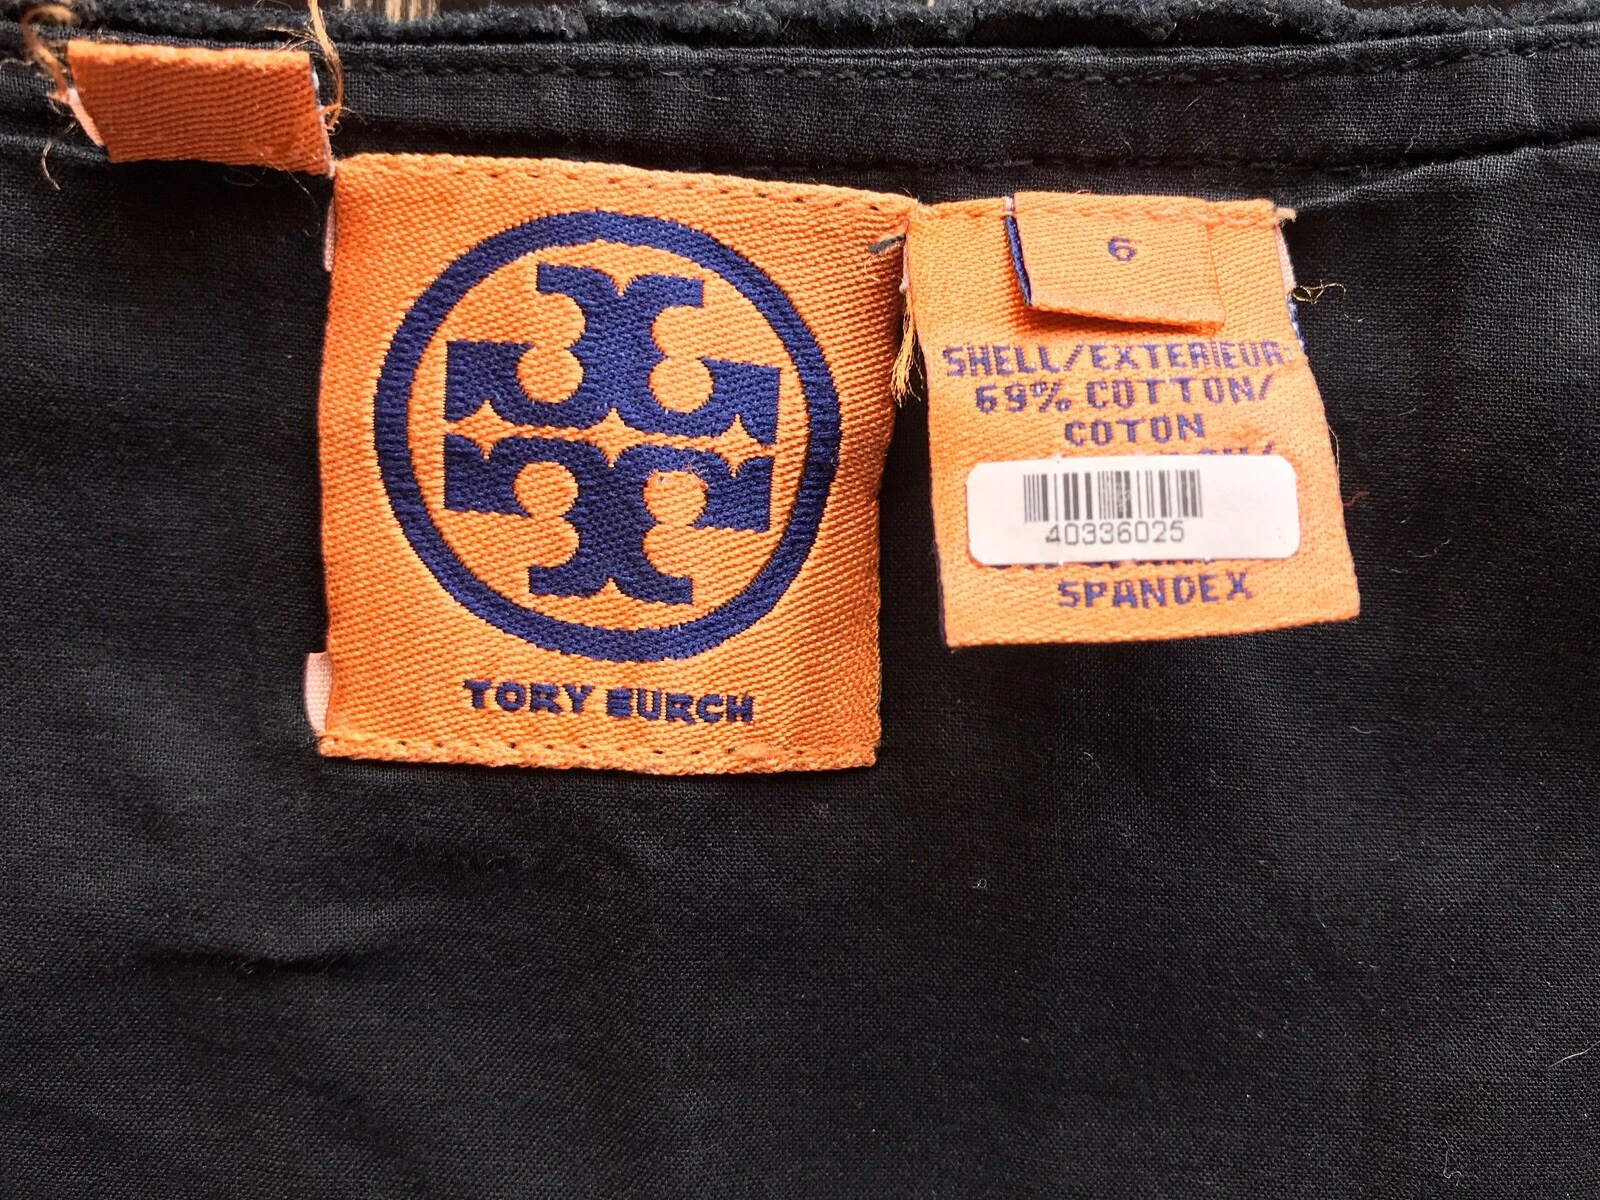 TORY BURCH
6
SHELL/EXTERIEUR:
69% COTTON/
COTON
40336025
SPANDEX